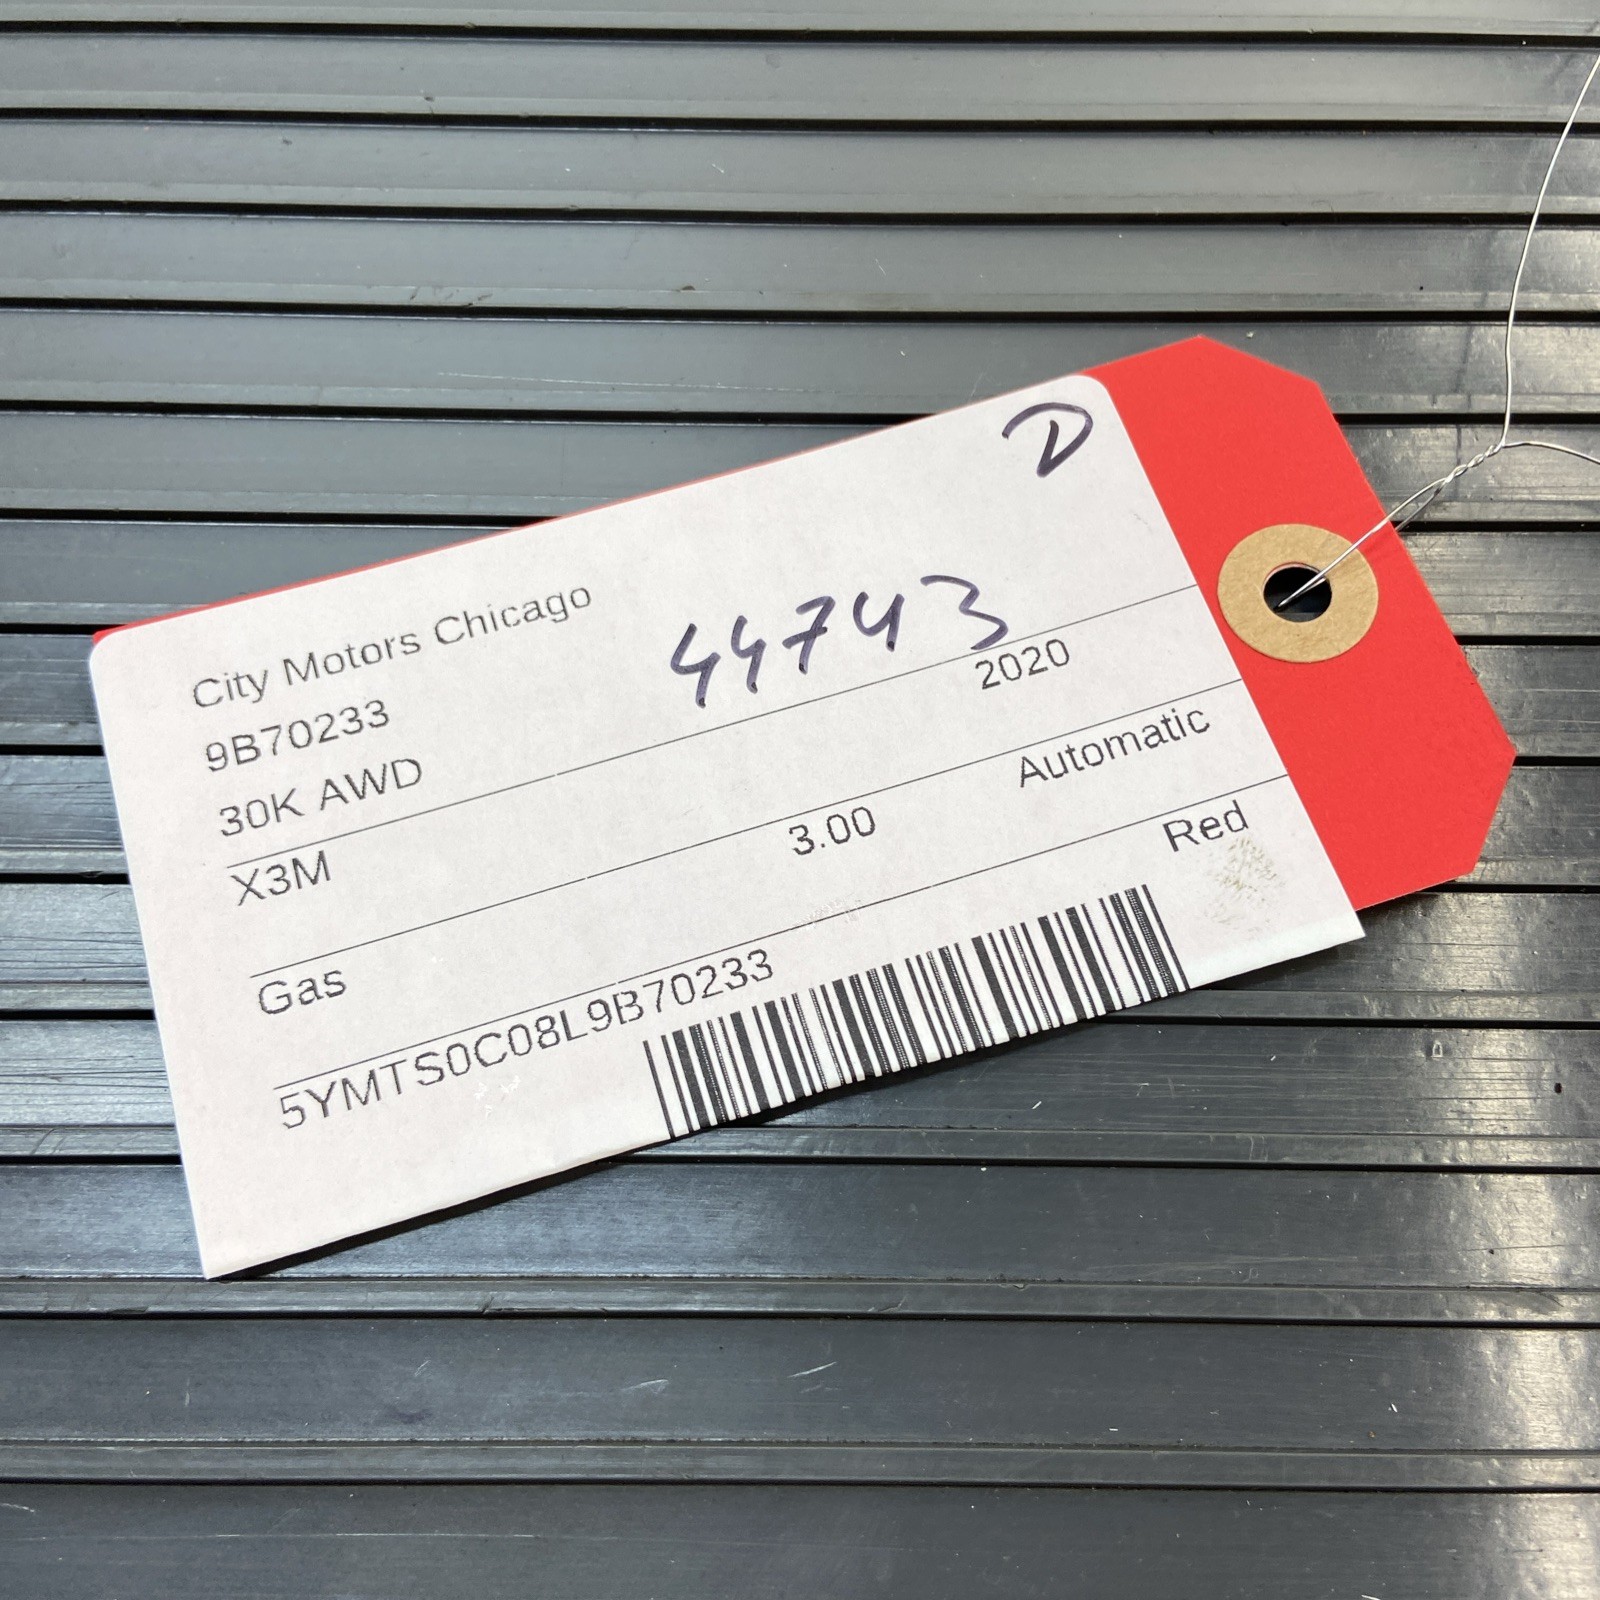 D
City Motors Chicago
9B70233
44743
30K AWD
X3M 2020
3.00 Automatic
Gas Red
5YMTS0C08L9B70233